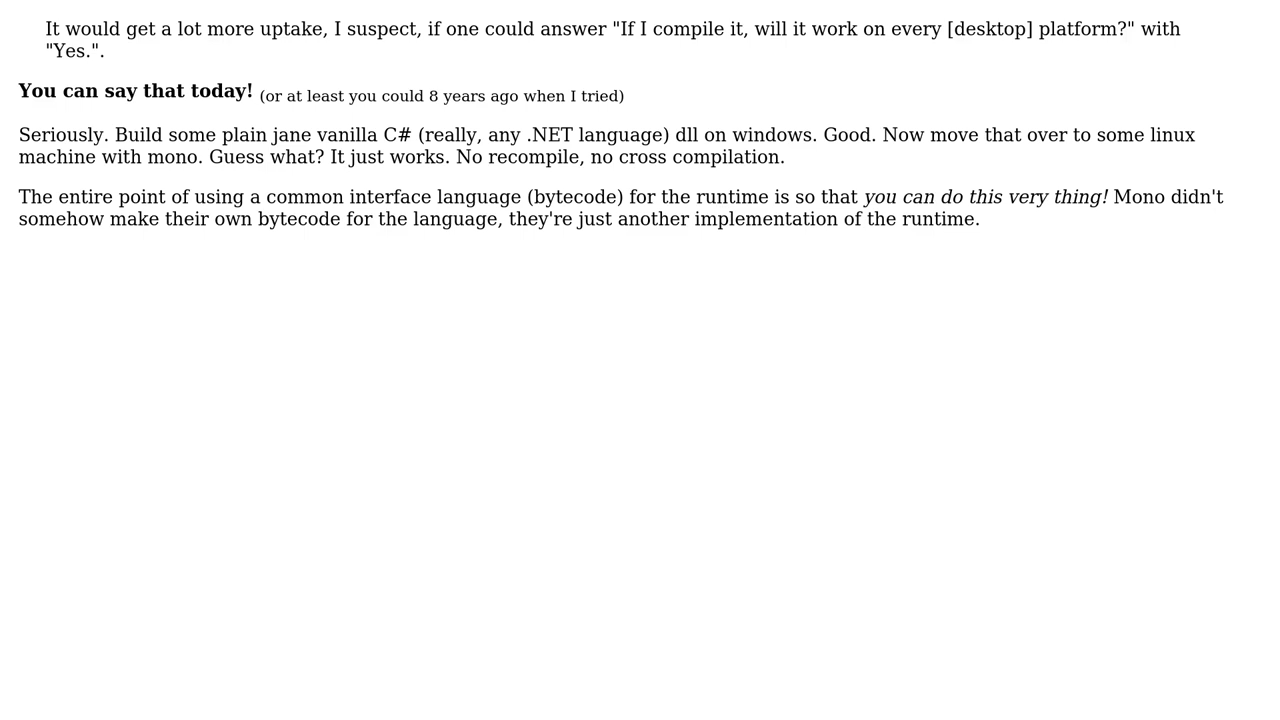 It would get a lot more uptake, I suspect, if one could answer "If I compile it, will it work on every [desktop] platform?" with
"Yes.".
You can say that today! (or at least you could 8 years ago when I tried)
Seriously. Build some plain jane vanilla C# (really, any .NET language) dll on windows. Good. Now move that over to some linux
machine with mono. Guess what? It just works. No recompile, no cross compilation.
The entire point of using a common interface language (bytecode) for the runtime is so that you can do this very thing! Mono didn't
somehow make their own bytecode for the language, they're just another implementation of the runtime.